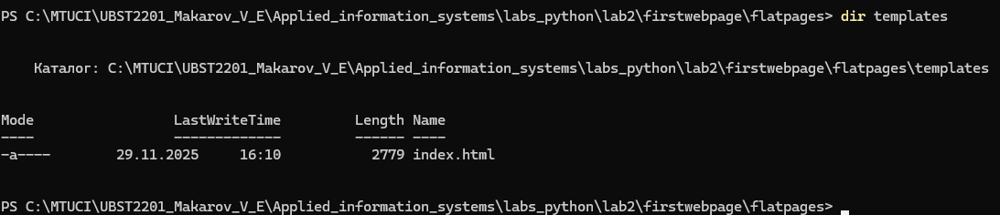 PS C:\MTUCI\UBST2201_Makarov_V_E\Applied_information_systems\labs_python\lab2\firstwebpage\flatpages> dir templates
Каталог: C:\MTUCI\UBST2201_Makarov_V_E\Applied_information_systems\labs_python\lab2\firstwebpage\flatpages\templates
Mode                 LastWriteTime         Length Name
----                 -------------         ------ ----
-a----        29.11.2025     16:10           2779 index.html
PS C:\MTUCI\UBST2201_Makarov_V_E\Applied_information_systems\labs_python\lab2\firstwebpage\flatpages>